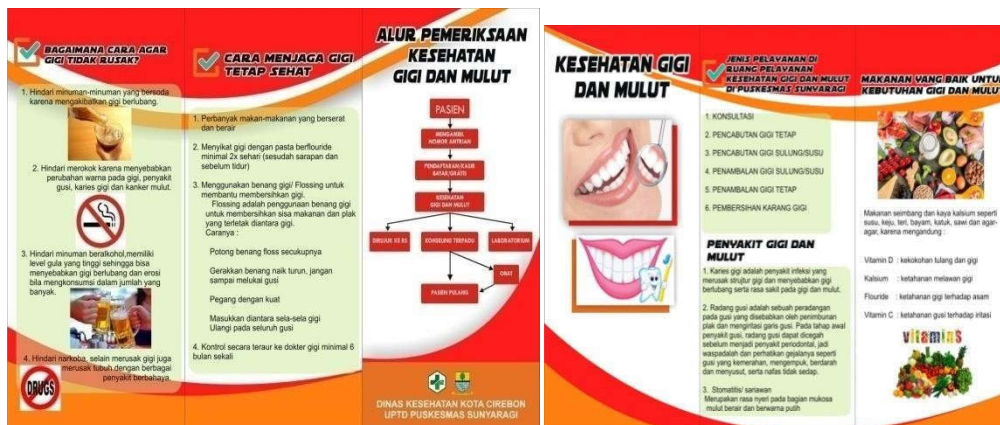 BAGAIMANA CARA AGAR
GIGI TIDAK RUSAK?
1. Hindari minuman-minuman yang bersoda
karena mengakibatkan gigi berlubang.
2. Hindari merokok karena menyebabkan
perubahan warna pada gigi, penyakit
gusi, karies gigi dan kanker mulut.
3. Hindari minuman beralkohol,memiliki
level gula yang tinggi sehingga bisa
menyebabkan gigi berlubang dan erosi
bila mengkonsumsi dalam jumlah yang
banyak.
4. Hindari narkoba, selain merusak gigi juga
merusak tubuh dengan berbagai
penyakit berbahaya.
DRUGS
CARA MENJAGA GIGI
TETAP SEHAT
1. Perbanyak makan-makanan yang berserat
dan berair
2. Menyikat gigi dengan pasta berflouride
minimal 2x sehari (sesudah sarapan dan
sebelum tidur)
3. Menggunakan benang gigi/ Flossing untuk
membantu membersihkan gigi.
Flossing adalah penggunaan benang gigi
untuk membersihkan sisa makanan dan plak
yang terletak diantara gigi.
Caranya :
Potong benang floss secukupnya
Gerakkan benang naik turun, jangan
sampai melukai gusi
Pegang dengan kuat
Masukkan diantara sela-sela gigi
Ulangi pada seluruh gusi
4. Kontrol secara teraur ke dokter gigi minimal 6
bulan sekali
ALUR PEMERIKSAAN
KESEHATAN
GIGI DAN MULUT
PASIEN
MENGAMBIL
NOMOR ANTRIAN
PENDAFTARAN/KASIR
BAYAR/GRATIS
KESEHATAN
GIGI DAN MULUT
DIRUJUK KE RS
KONSELING TERPADU
LABORATORIUM
OBAT
PASIEN PULANG
DINAS KESEHATAN KOTA CIREBON
UPTD PUSKESMAS SUNYARAGI
KESEHATAN GIGI
DAN MULUT
JENIS PELAYANAN DI
RUANG PELAYANAN
KESEHATAN GIGI DAN MULUT
DI PUSKESMAS SUNYARAGI
1. KONSULTASI
2. PENCABUTAN GIGI TETAP
3. PENCABUTAN GIGI SULUNG/SUSU
4. PENAMBALAN GIGI SULUNG/SUSU
5. PENAMBALAN GIGI TETAP
6. PEMBERSIHAN KARANG GIGI
PENYAKIT GIGI DAN
MULUT
1. Karies gigi adalah penyakit infeksi yang
merusak strujtur gigi dan menyebabkan gigi
berlubang serta rasa sakit pada gigi dan mulut.
2. Radang gusi adalah sebuah peradangan
pada gusi yang disebabkan oleh penimbunan
plak dan mengiritasi garis gusi. Pada tahap awal
penyakit gusi, radang gusi dapat dicegah
sebelum menjadi penyakit periodontal, jadi
waspadalah dan perhatikan gejalanya seperti
gusi yang kemerahan, mengempuk, berdarah
dan menyusut, serta nafas tidak sedap.
3. Stomatitis/ sariawan
Merupakan rasa nyeri pada bagian mukosa
mulut berair dan berwarna putih
MAKANAN YANG BAIK UNTU
KEBUTUHAN GIGI DAN MULU
Makanan seimbang dan kaya kalsium seperti
susu, keju, teri, bayam, katuk, sawi dan agar-
agar, karena mengandung :
Vitamin D : kekokohan tulang dan gigi
Kalsium : ketahanan melawan gigi
Flouride : ketahanan gigi terhadap asam
Vitamin C : ketahanan gusi terhadap iritasi
vitamins